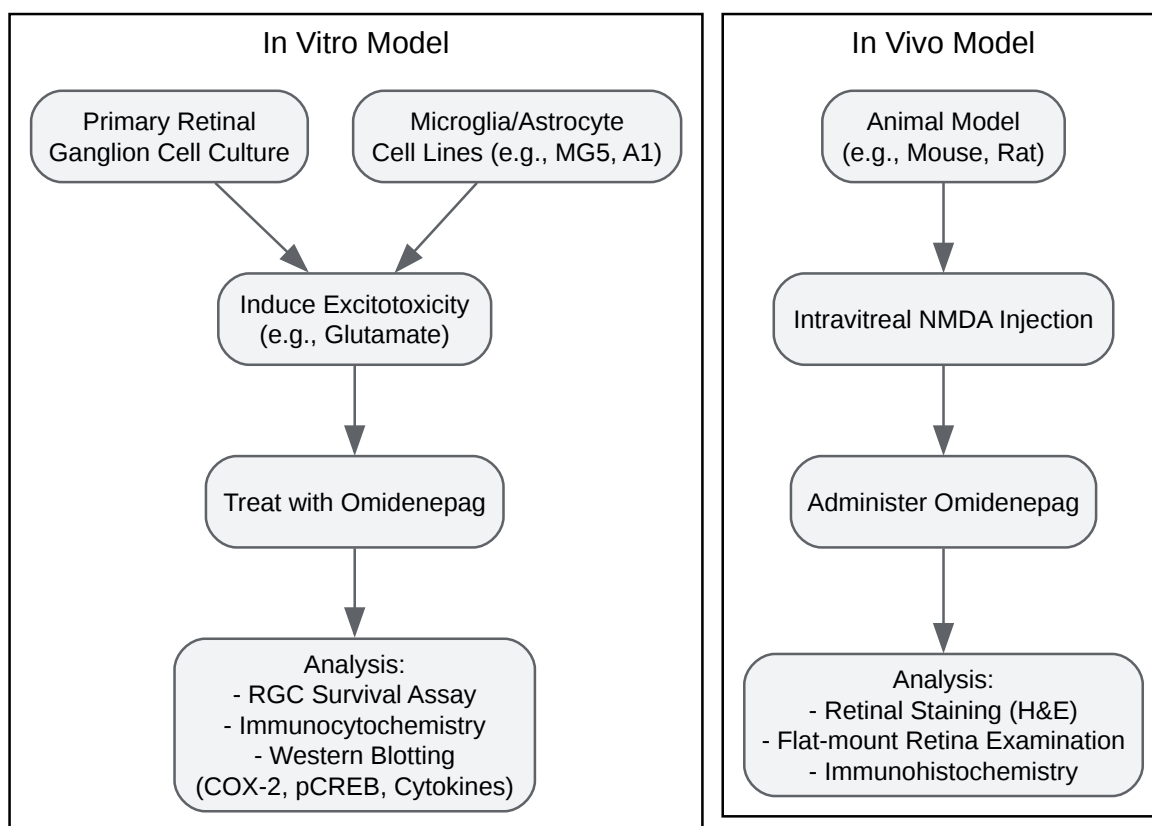 In Vitro Model
Primary Retinal
Ganglion Cell Culture
Microglia/Astrocyte
Cell Lines (e.g., MG5, A1)
Induce Excitotoxicity
(e.g., Glutamate)
Treat with Omidenepag
Analysis:
- RGC Survival Assay
- Immunocytochemistry
- Western Blotting
(COX-2, pCREB, Cytokines)
In Vivo Model
Animal Model
(e.g., Mouse, Rat)
Intravitreal NMDA Injection
Administer Omidenepag
Analysis:
- Retinal Staining (H&E)
- Flat-mount Retina Examination
- Immunohistochemistry